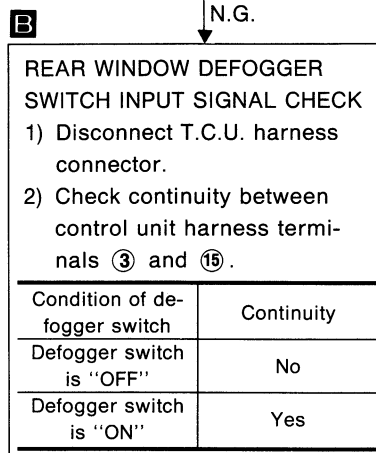 B
N.G.
REAR WINDOW DEFOGGER
SWITCH INPUT SIGNAL CHECK
1) Disconnect T.C.U. harness
connector.
2) Check continuity between
control unit harness termi-
nals ③ and ⑮.
Condition of de-
fogger switch
Continuity
Defogger switch
is "OFF"
No
Defogger switch
is "ON"
Yes